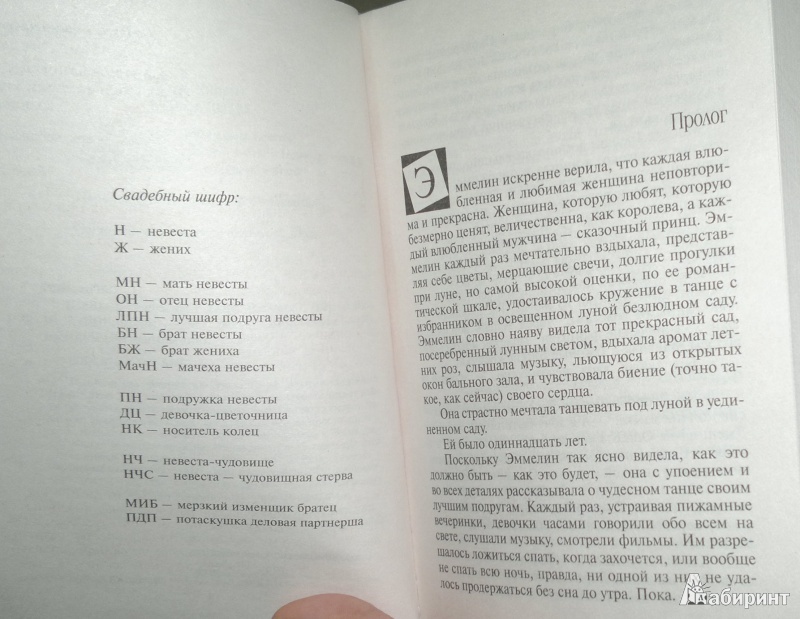 Свадебный шифр:
Н — невеста
Ж — жених
МН — мать невесты
ОН — отец невесты
ЛПН — лучшая подруга невесты
БН — брат невесты
БЖ — брат жениха
МачН — мачеха невесты
ПН — подружка невесты
ДЦ — девочка-цветочница
НК — носитель колец
НЧ — невеста-чудовище
НЧС — невеста — чудовищная стерва
МИБ — мерзкий изменщик братец
ПДП — потаскушка деловая партнерша
Пролог
Эммелин искренне верила, что каждая влю-
бленная и любимая женщина неповтори-
ма и прекрасна. Женщина, которую любят, которую
безмерно ценят, величественна, как королева, а каж-
дый влюбленный мужчина — сказочный принц. Эм-
мелин каждый раз мечтательно вздыхала, представ-
ляя себе цветы, мерцающие свечи, долгие прогулки
при луне, но самой высокой оценки, по ее роман-
тической шкале, удостаивалось кружение в танце с
избранником в освещенном луной безлюдном саду.
Эммелин словно наяву видела тот прекрасный сад,
посеребренный лунным светом, вдыхала аромат лет-
них роз, слышала музыку, льющуюся из открытых
окон бального зала, и чувствовала биение (точно та-
кое, как сейчас) своего сердца.
Она страстно мечтала танцевать под луной в уеди-
ненном саду.
Ей было одиннадцать лет.
Поскольку Эммелин так ясно видела, как это
должно быть — как это будет, — она с упоением и
во всех деталях рассказывала о чудесном танце своим
лучшим подругам. Каждый раз, устраивая пижамные
вечеринки, девочки часами говорили обо всем на
свете, слушали музыку, смотрели фильмы. Им разре-
шалось ложиться спать, когда захочется, или вообще
не спать всю ночь, правда, ни одной из них не уда-
лось продержаться без сна до утра. Пока.
Лабиринт